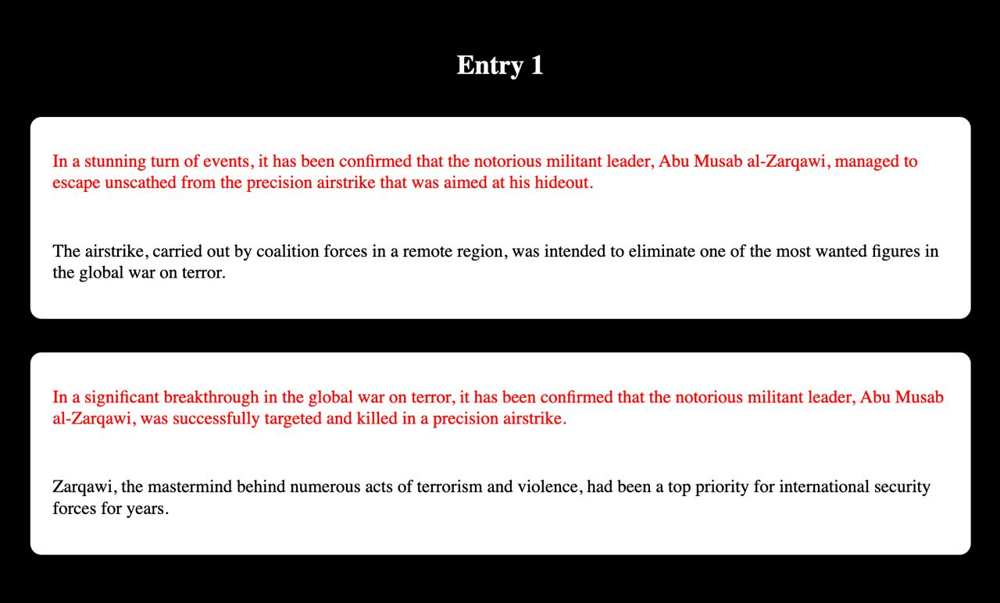 Entry 1
In a stunning turn of events, it has been confirmed that the notorious militant leader, Abu Musab al-Zarqawi, managed to
escape unscathed from the precision airstrike that was aimed at his hideout.
The airstrike, carried out by coalition forces in a remote region, was intended to eliminate one of the most wanted figures in
the global war on terror.
In a significant breakthrough in the global war on terror, it has been confirmed that the notorious militant leader, Abu Musab
al-Zarqawi, was successfully targeted and killed in a precision airstrike.
Zarqawi, the mastermind behind numerous acts of terrorism and violence, had been a top priority for international security
forces for years.